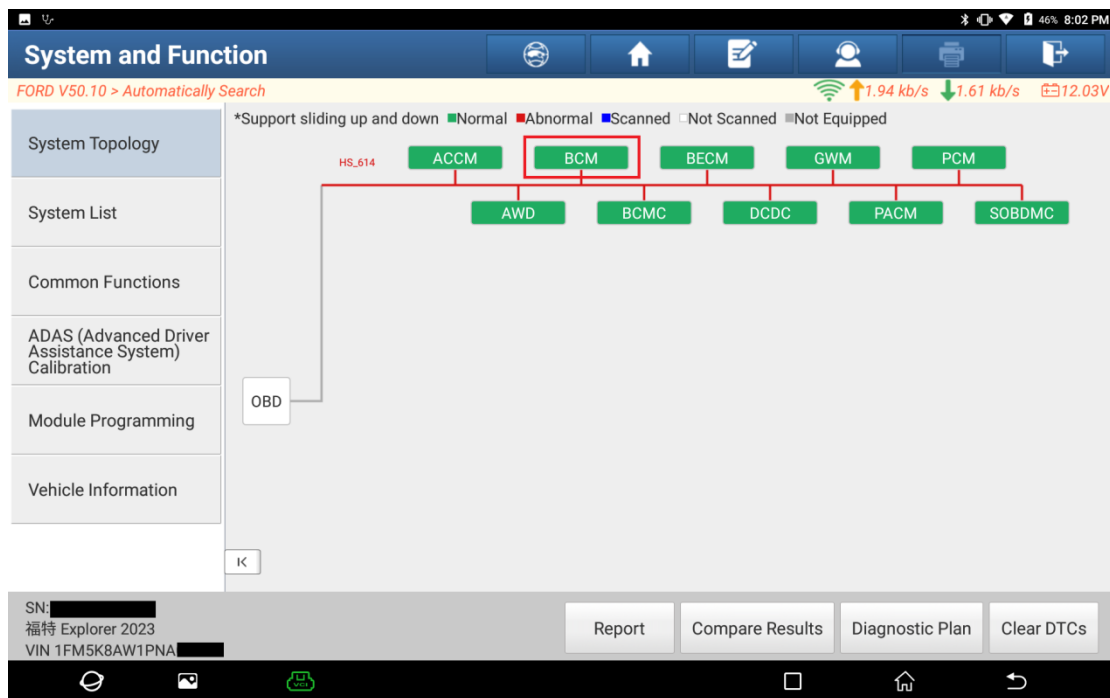 46% 8:02 PM
System and Function
FORD V50.10 > Automatically Search
1.94 kb/s 1.61 kb/s 12.03V
*Support sliding up and down Normal Abnormal Scanned Not Scanned Not Equipped
System Topology
System List
Common Functions
ADAS (Advanced Driver
Assistance System)
Calibration
Module Programming
Vehicle Information
HS_614
ACCM BCM BECM GWM PCM
AWD BCMC DCDC PACM SOBDMC
OBD
SN:
福特 Explorer 2023
VIN 1FM5K8AW1PNA
Report Compare Results Diagnostic Plan Clear DTCs
VCI